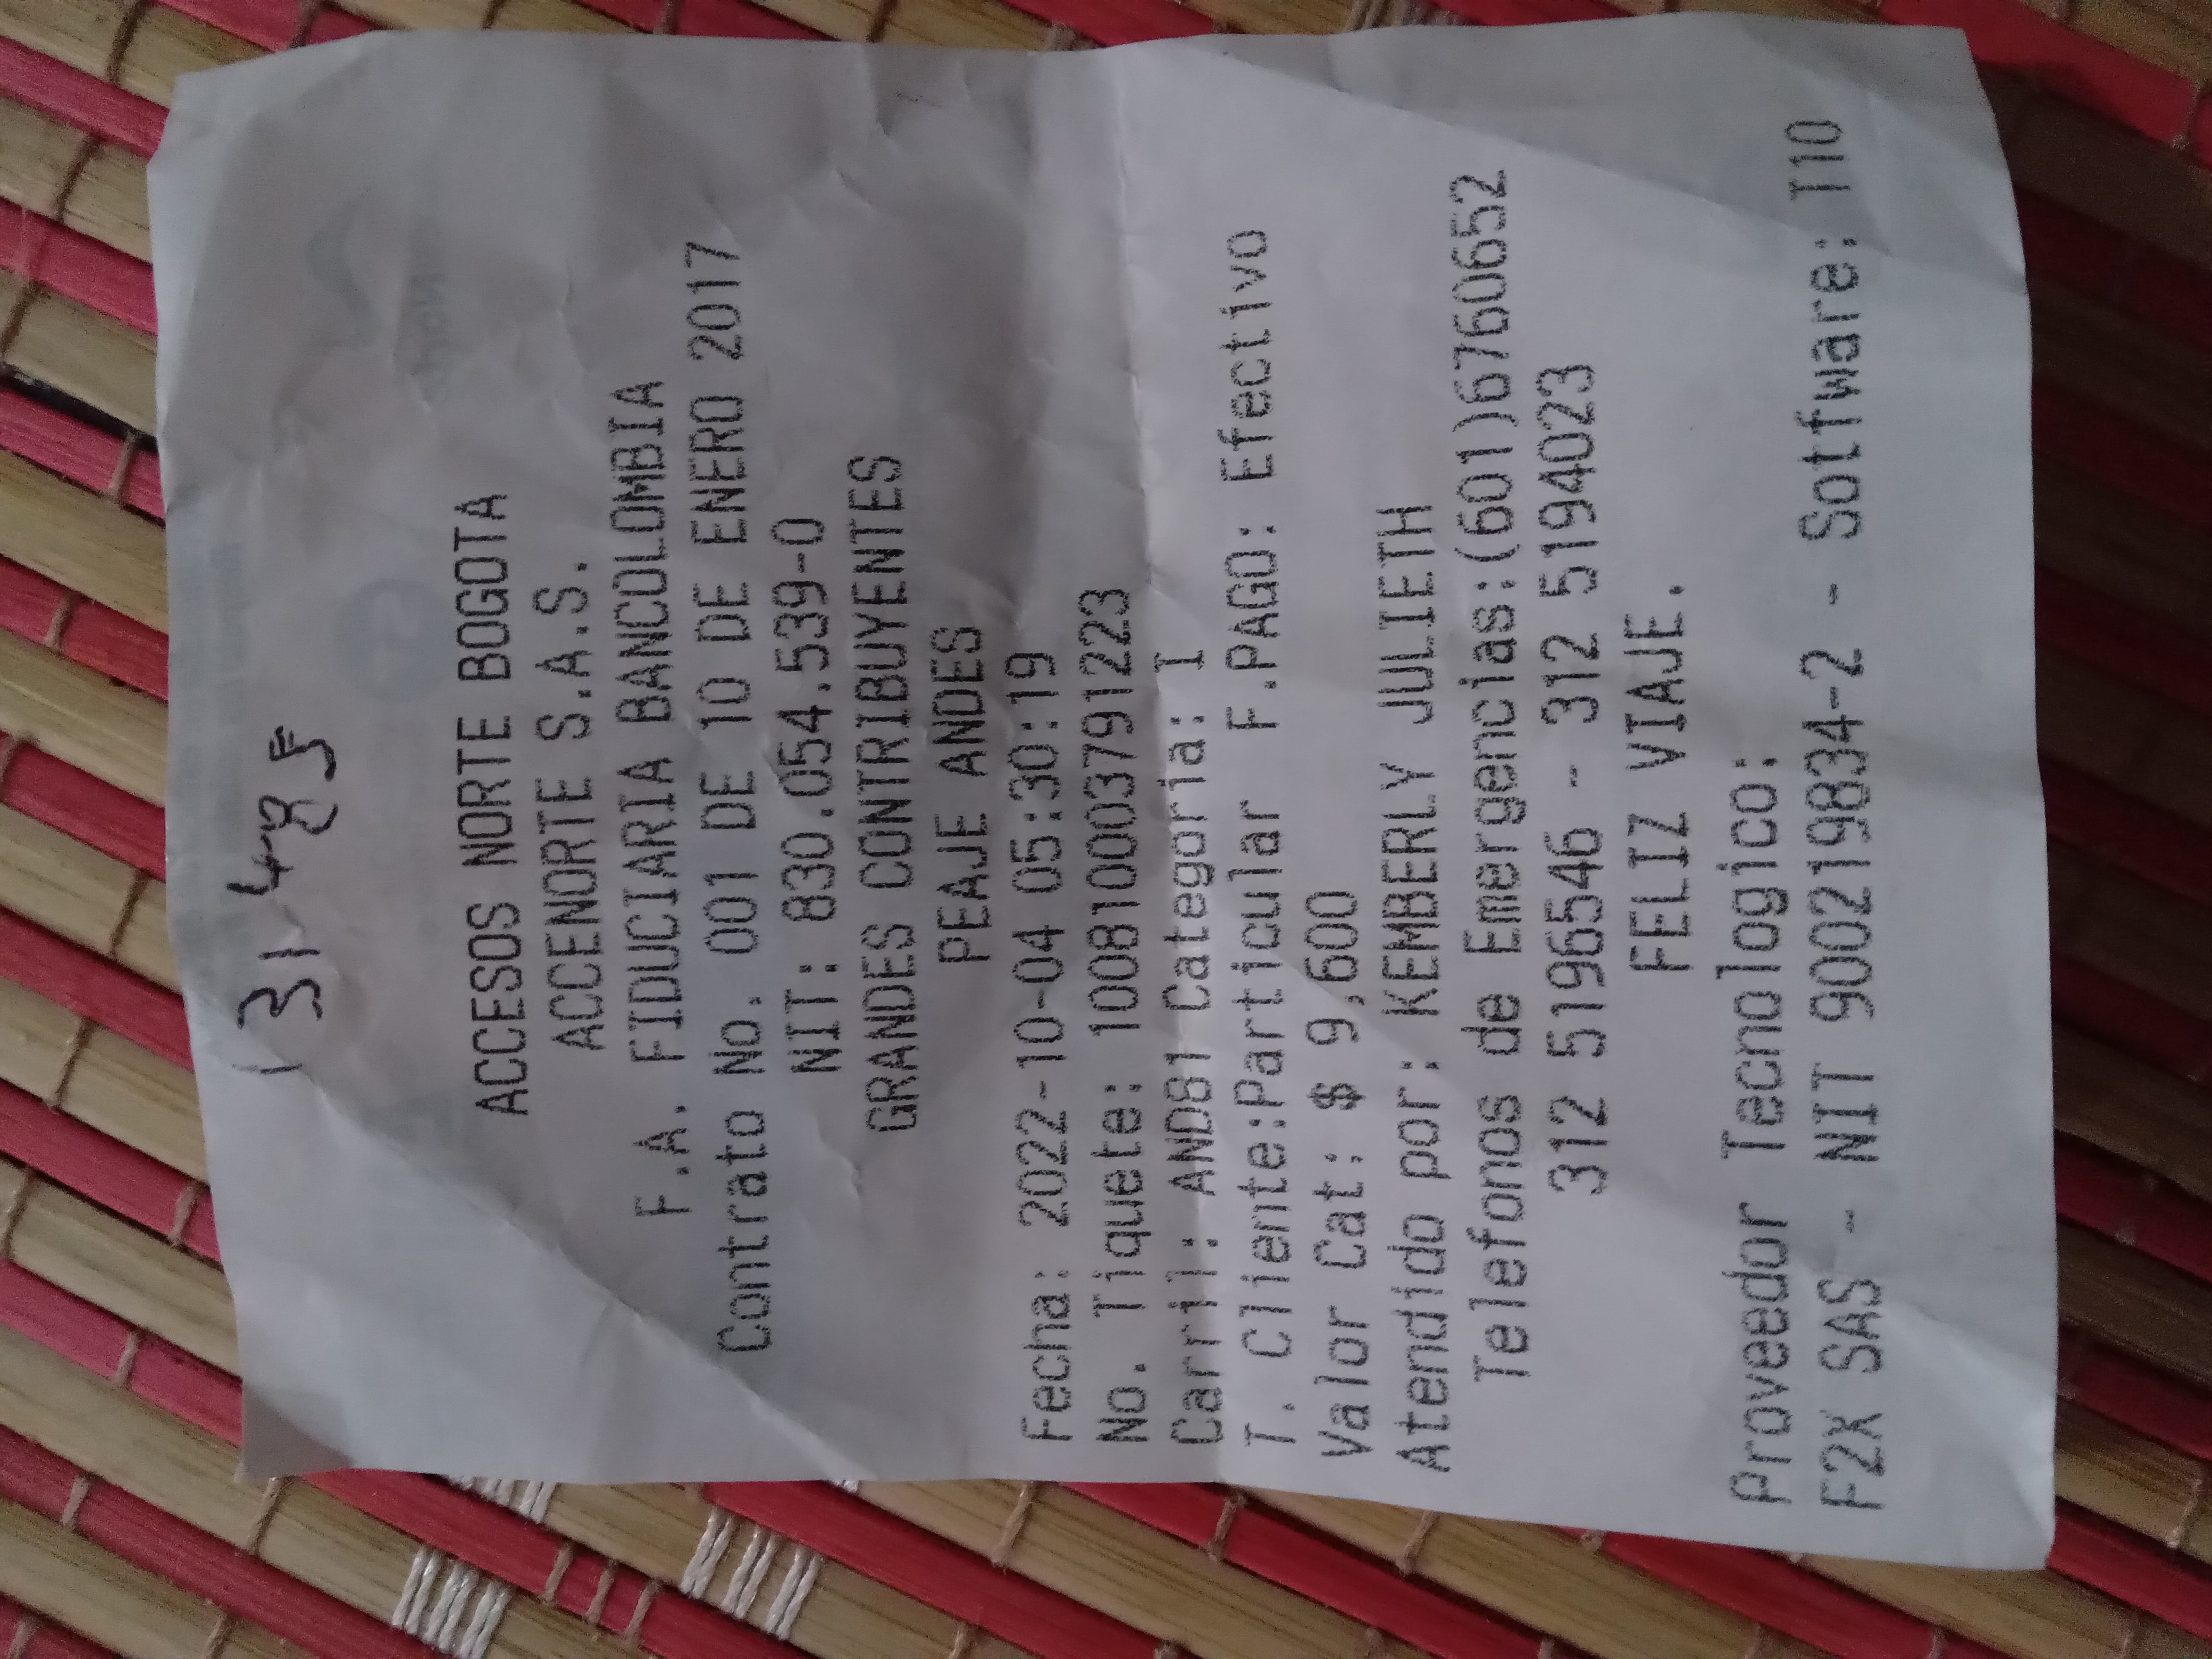 131485
ACCESOS NORTE BOGOTA
ACCENORTE S.A.S.
F.A. FIDUCIARIA BANCOLOMBIA
Contrato No. 001 DE 10 DE ENERO 2017
NIT: 830.054.539-0
GRANDES CONTRIBUYENTES
PEAJE ANDES
Fecha: 2022-10-04 05:30:19
No. Tiquete: 100810003791223
Carril: AND81 Categoria: I
T. Cliente:Particular F.PAGO: Efectivo
Valor Cat: $ 9,600
Atendido por: KEMBERLY JULIETH
Telefonos de Emergencias:(601)6760652
312 5196546 - 312 5194023
FELIZ VIAJE.
Proveedor Tecnologico:
F2X SAS - NIT 900219834-2 - Software: T10